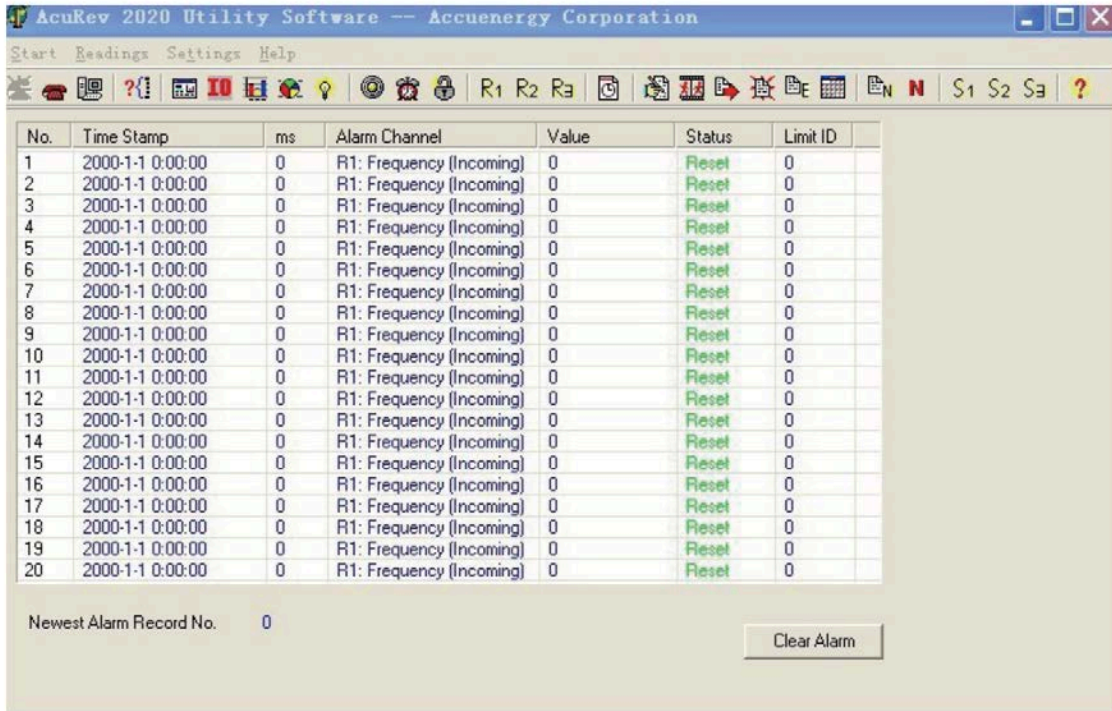 AcuRev 2020 Utility Software -- Accuenergy Corporation
Start Readings Settings Help
?{} IO R1 R2 R3 E N N S1 S2 S3 ?
No. Time Stamp ms Alarm Channel Value Status Limit ID
1 2000-1-1 0:00:00 0 R1: Frequency (Incoming) 0 Reset 0
2 2000-1-1 0:00:00 0 R1: Frequency (Incoming) 0 Reset 0
3 2000-1-1 0:00:00 0 R1: Frequency (Incoming) 0 Reset 0
4 2000-1-1 0:00:00 0 R1: Frequency (Incoming) 0 Reset 0
5 2000-1-1 0:00:00 0 R1: Frequency (Incoming) 0 Reset 0
6 2000-1-1 0:00:00 0 R1: Frequency (Incoming) 0 Reset 0
7 2000-1-1 0:00:00 0 R1: Frequency (Incoming) 0 Reset 0
8 2000-1-1 0:00:00 0 R1: Frequency (Incoming) 0 Reset 0
9 2000-1-1 0:00:00 0 R1: Frequency (Incoming) 0 Reset 0
10 2000-1-1 0:00:00 0 R1: Frequency (Incoming) 0 Reset 0
11 2000-1-1 0:00:00 0 R1: Frequency (Incoming) 0 Reset 0
12 2000-1-1 0:00:00 0 R1: Frequency (Incoming) 0 Reset 0
13 2000-1-1 0:00:00 0 R1: Frequency (Incoming) 0 Reset 0
14 2000-1-1 0:00:00 0 R1: Frequency (Incoming) 0 Reset 0
15 2000-1-1 0:00:00 0 R1: Frequency (Incoming) 0 Reset 0
16 2000-1-1 0:00:00 0 R1: Frequency (Incoming) 0 Reset 0
17 2000-1-1 0:00:00 0 R1: Frequency (Incoming) 0 Reset 0
18 2000-1-1 0:00:00 0 R1: Frequency (Incoming) 0 Reset 0
19 2000-1-1 0:00:00 0 R1: Frequency (Incoming) 0 Reset 0
20 2000-1-1 0:00:00 0 R1: Frequency (Incoming) 0 Reset 0
Newest Alarm Record No. 0
Clear Alarm